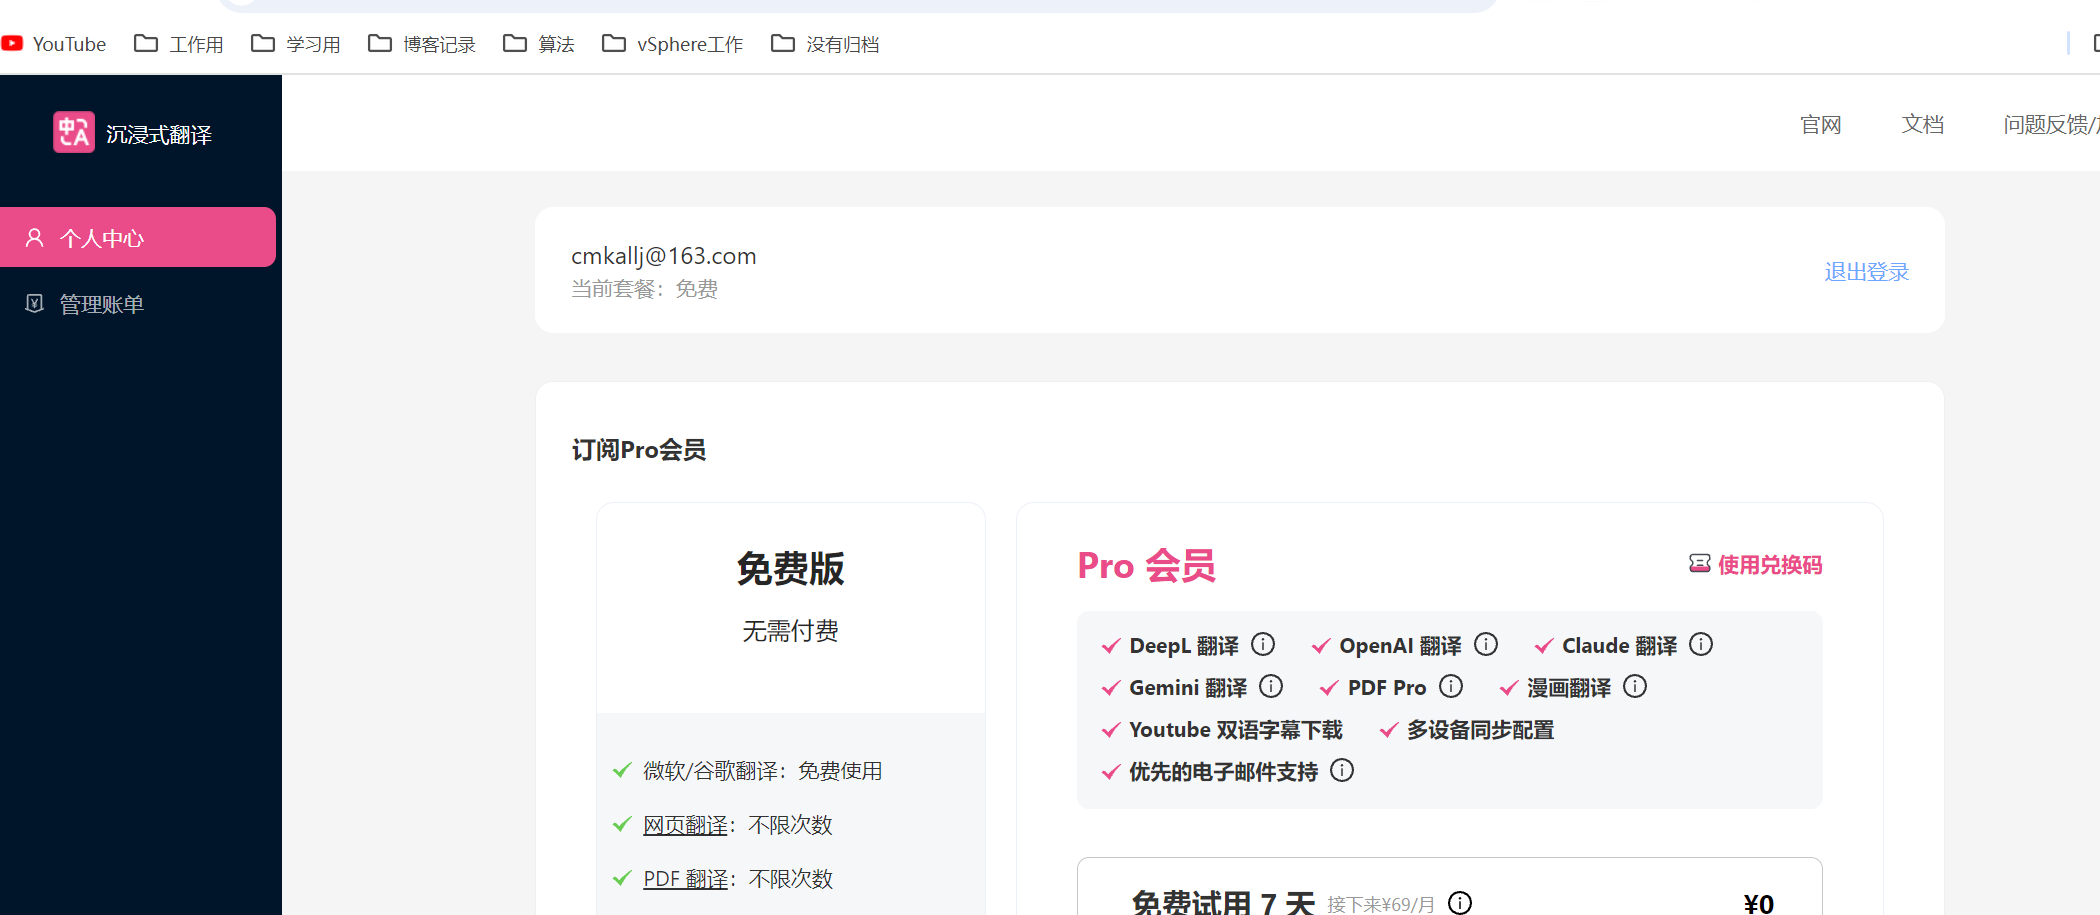 YouTube 工作用 学习用 博客记录 算法 vSphere工作 没有归档
沉浸式翻译
官网 文档 问题反馈/
个人中心
管理账单
cmkallj@163.com
当前套餐：免费
退出登录
订阅Pro会员
免费版
无需付费
微软/谷歌翻译：免费使用
网页翻译：不限次数
PDF 翻译：不限次数
Pro 会员
使用兑换码
DeepL 翻译 OpenAI 翻译 Claude 翻译
Gemini 翻译 PDF Pro 漫画翻译
Youtube 双语字幕下载 多设备同步配置
优先的电子邮件支持
免费试用 7 天 接下来¥69/月 ¥0